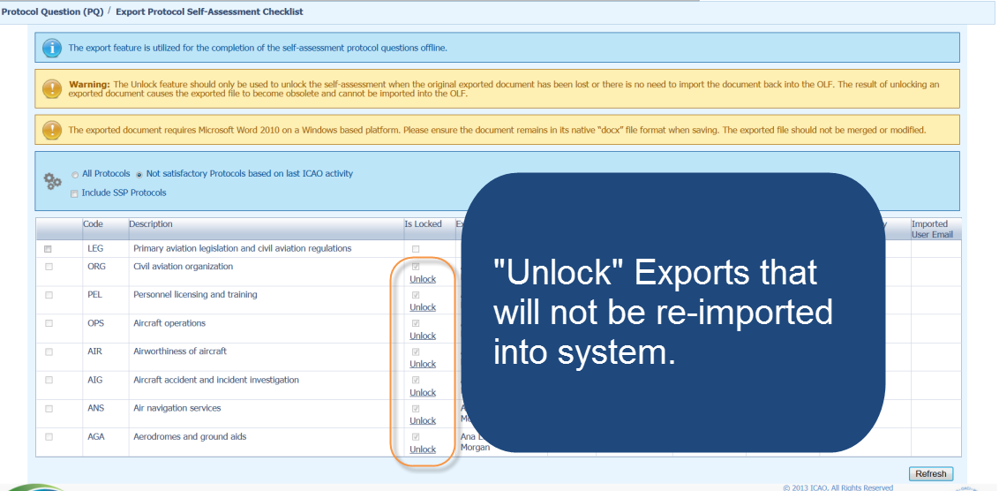 Protocol Question (PQ) / Export Protocol Self-Assessment Checklist
The export feature is utilized for the completion of the self-assessment protocol questions offline.
Warning: The Unlock feature should only be used to unlock the self-assessment when the original exported document has been lost or there is no need to import the document back into the OLF. The result of unlocking an
exported document causes the exported file to become obsolete and cannot be imported into the OLF.
The exported document requires Microsoft Word 2010 on a Windows based platform. Please ensure the document remains in its native "docx" file format when saving. The exported file should not be merged or modified.
All Protocols Not satisfactory Protocols based on last ICAO activity
Include SSP Protocols
Code Description Is Locked Imported
User Email
LEG Primary aviation legislation and civil aviation regulations
ORG Civil aviation organization
Unlock
PEL Personnel licensing and training
Unlock
OPS Aircraft operations
Unlock
AIR Airworthiness of aircraft
Unlock
AIG Aircraft accident and incident investigation
Unlock
ANS Air navigation services
Unlock
AGA Aerodromes and ground aids Ana
Unlock Morgan
"Unlock" Exports that
will not be re-imported
into system.
Refresh
© 2013 ICAO, All Rights Reserved